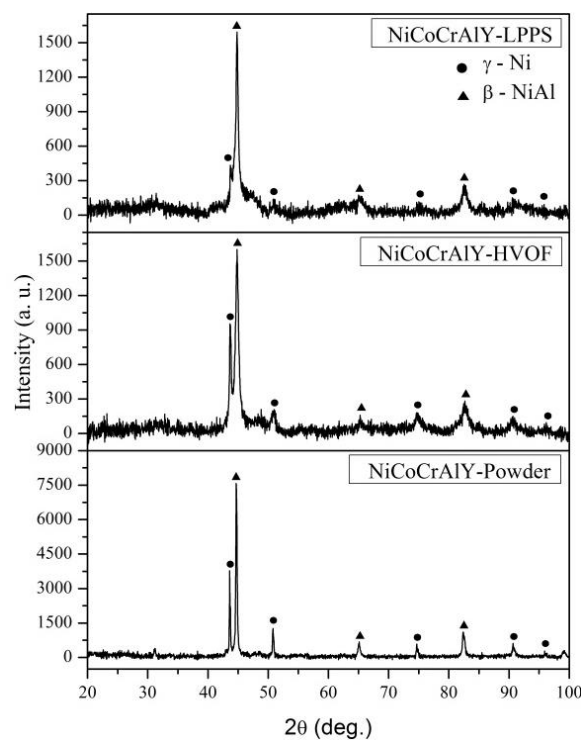 NiCoCrAlY-LPPS
● γ - Ni
▲ β - NiAl
1500
1200
900
600
300
0
NiCoCrAlY-HVOF
1500
1200
900
600
300
0
Intensity (a. u.)
NiCoCrAlY-Powder
9000
7500
6000
4500
3000
1500
0
20 30 40 50 60 70 80 90 100
2θ (deg.)